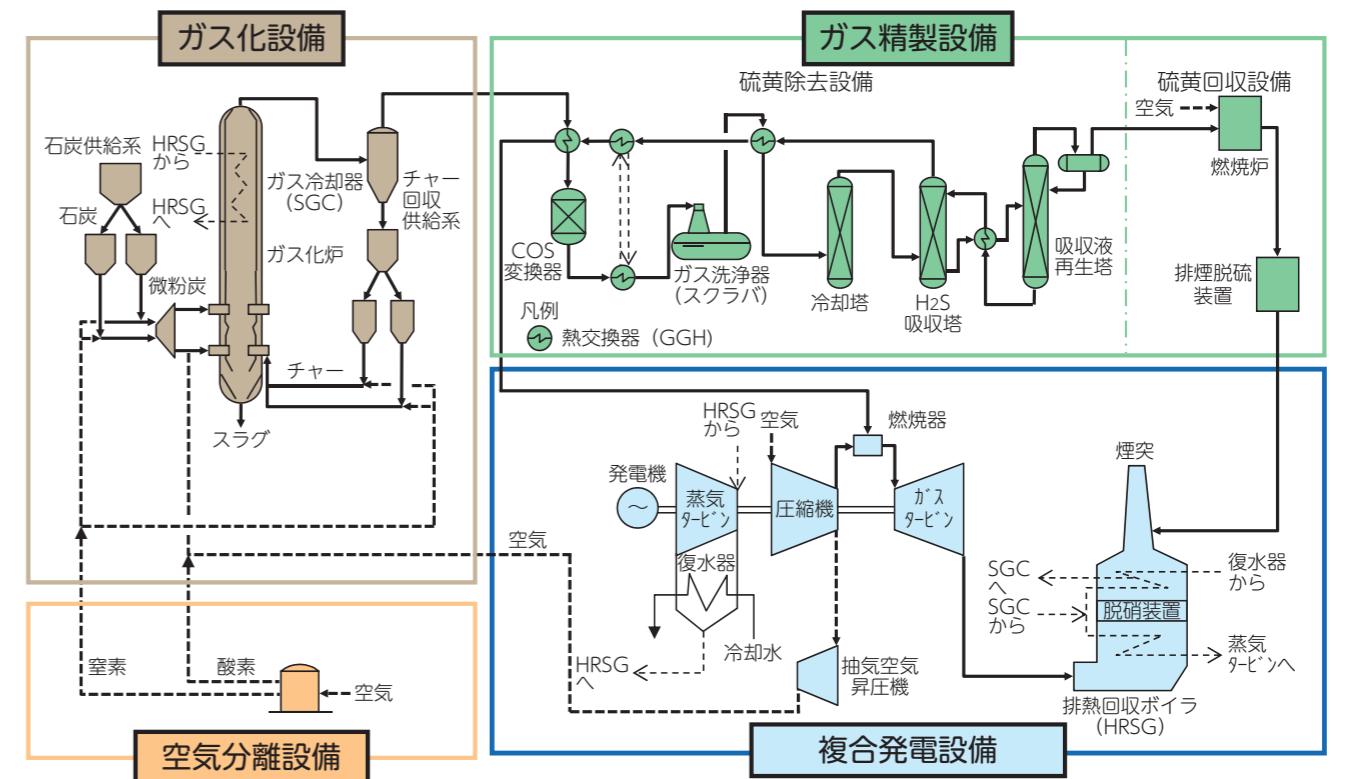 ガス化設備
石炭供給系
HRSG
から
石炭
HRSG
へ
ガス冷却器
(SGC)
チャー
回収
供給系
ガス化炉
微粉炭
チャー
スラグ
ガス精製設備
硫黄除去設備
硫黄回収設備
空気
燃焼炉
COS
変換器
ガス洗浄器
(スクラバ)
冷却塔
H2S
吸収塔
吸収液
再生塔
排煙脱硫
装置
凡例
熱交換器(GGH)
空気分離設備
窒素
酸素
空気
空気
複合発電設備
HRSG
から
空気
燃焼器
発電機
～
蒸気
ﾀｰﾋﾞﾝ
圧縮機
ｶﾞｽ
ﾀｰﾋﾞﾝ
復水器
HRSG
へ
冷却水
抽気空気
昇圧機
煙突
SGC
へ
SGC
から
復水器
から
脱硝装置
蒸気
ﾀｰﾋﾞﾝへ
排熱回収ボイラ
(HRSG)